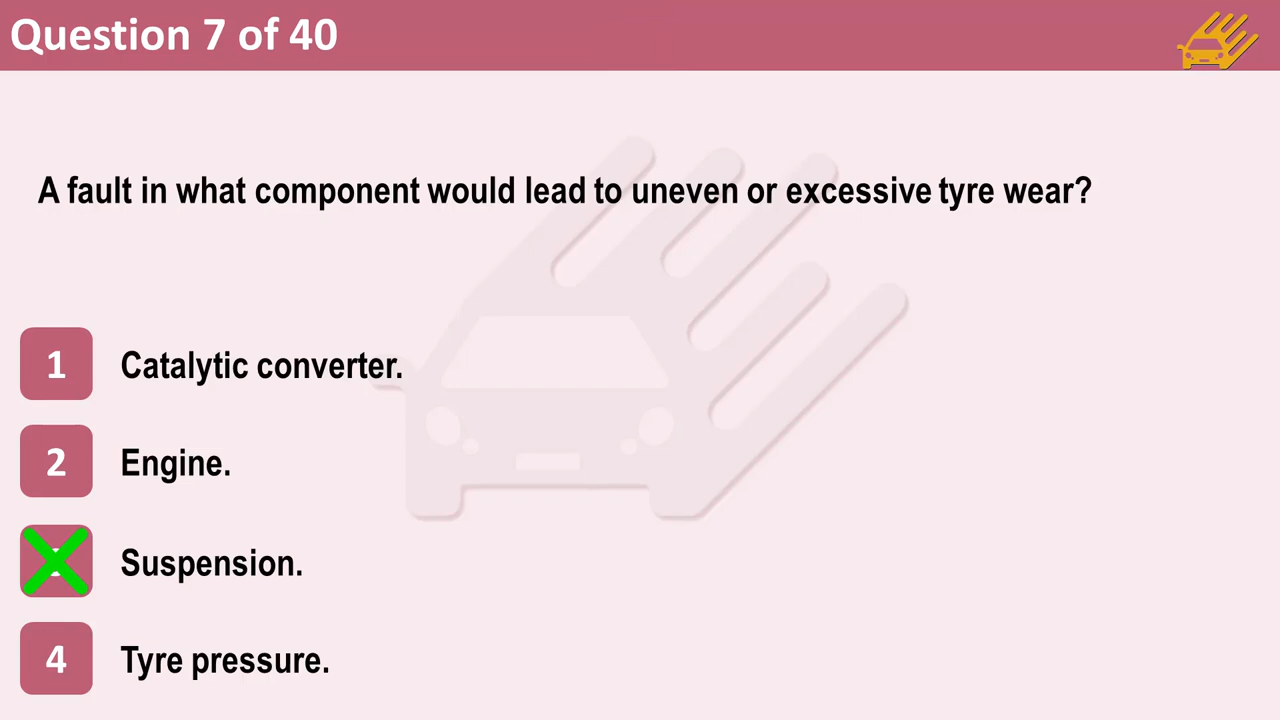 Question 7 of 40
A fault in what component would lead to uneven or excessive tyre wear?
1 Catalytic converter.
2 Engine.
Suspension.
4 Tyre pressure.